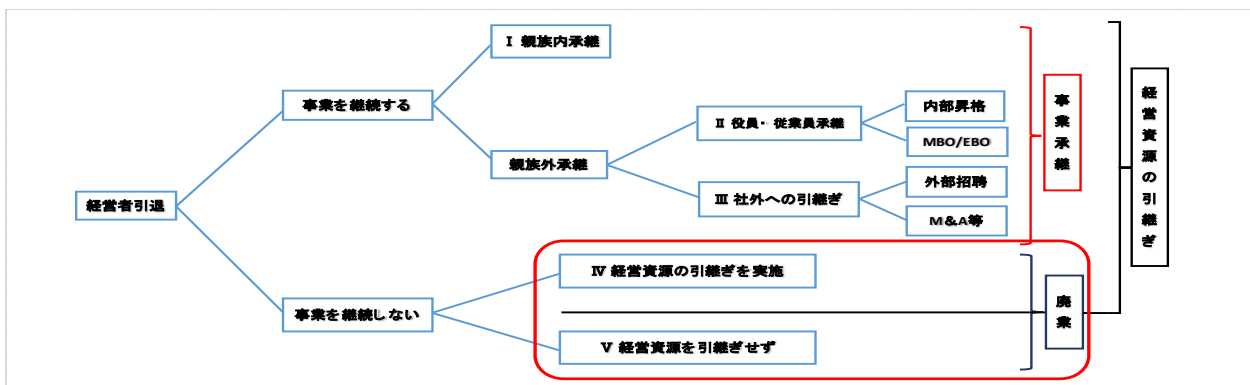 経営者引退
事業を継続する
Ⅰ 親族内承継
親族外承継
Ⅱ 役員・従業員承継
内部昇格
MBO/EBO
Ⅲ 社外への引継ぎ
外部招聘
M&A等
事業を継続しない
Ⅳ 経営資源の引継ぎを実施
Ⅴ 経営資源を引継ぎせず
事業承継
廃業
経営資源の引継ぎ